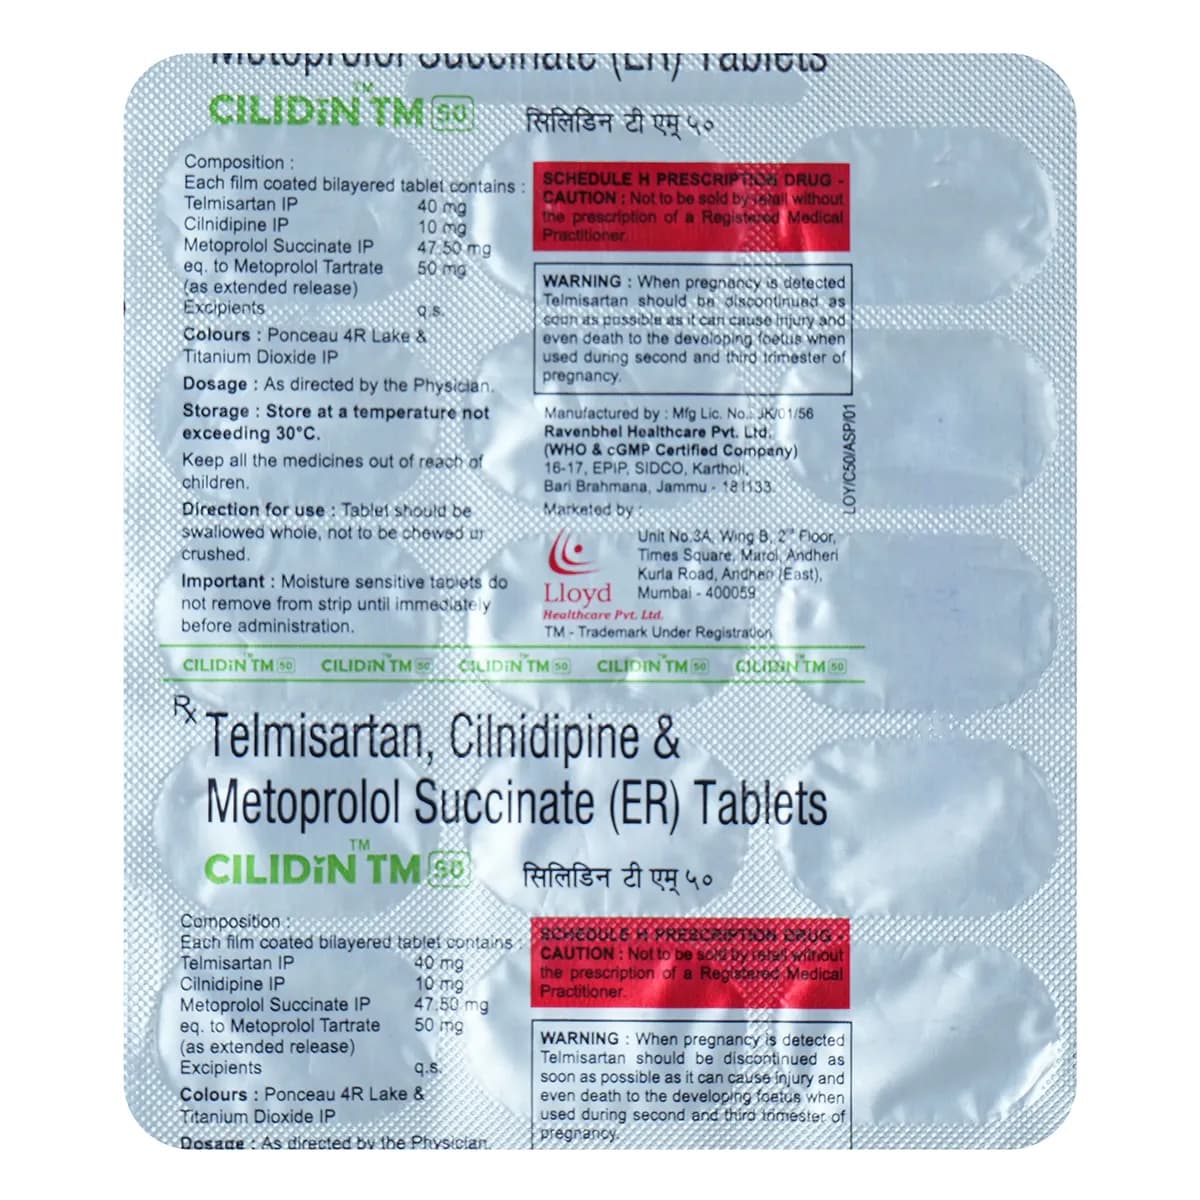 Metoprolol Succinate (ER) Tablets
CILIDiN™ TM 50
सिलिडिन टी एम् ५०
Composition :
Each film coated bilayered tablet contains :
Telmisartan IP 40 mg
Cilnidipine IP 10 mg
Metoprolol Succinate IP 47.50 mg
eq. to Metoprolol Tartrate 50 mg
(as extended release)
Excipients q.s.
Colours : Ponceau 4R Lake &
Titanium Dioxide IP
Dosage : As directed by the Physician.
Storage : Store at a temperature not
exceeding 30°C.
Keep all the medicines out of reach of
children.
Direction for use : Tablet should be
swallowed whole, not to be chewed or
crushed.
Important : Moisture sensitive tablets do
not remove from strip until immediately
before administration.
SCHEDULE H PRESCRIPTION DRUG -
CAUTION : Not to be sold by retail without
the prescription of a Registered Medical
Practitioner.
WARNING : When pregnancy is detected
Telmisartan should be discontinued as
soon as possible as it can cause injury and
even death to the developing foetus when
used during second and third trimester of
pregnancy.
Manufactured by : Mfg Lic. No.: JK/01/56
Ravenbhel Healthcare Pvt. Ltd.
(WHO & cGMP Certified Company)
16-17, EPIP, SIDCO, Kartholi,
Bari Brahmana, Jammu - 181133
Marketed by :
Lloyd
Healthcare Pvt. Ltd.
Unit No.3A, Wing B, 2nd Floor,
Times Square, Marol, Andheri
Kurla Road, Andheri (East),
Mumbai - 400059
TM - Trademark Under Registration
LOY/C50/ASP/01
CILIDiN™ TM 50 CILIDiN™ TM 50 CILIDiN™ TM 50 CILIDiN™ TM 50 CILIDiN™ TM 50
Rx Telmisartan, Cilnidipine &
Metoprolol Succinate (ER) Tablets
CILIDiN™ TM 50
सिलिडिन टी एम् ५०
Composition :
Each film coated bilayered tablet contains :
Telmisartan IP 40 mg
Cilnidipine IP 10 mg
Metoprolol Succinate IP 47.50 mg
eq. to Metoprolol Tartrate 50 mg
(as extended release)
Excipients q.s.
Colours : Ponceau 4R Lake &
Titanium Dioxide IP
Dosage : As directed by the Physician.
SCHEDULE H PRESCRIPTION DRUG -
CAUTION : Not to be sold by retail without
the prescription of a Registered Medical
Practitioner.
WARNING : When pregnancy is detected
Telmisartan should be discontinued as
soon as possible as it can cause injury and
even death to the developing foetus when
used during second and third trimester of
pregnancy.